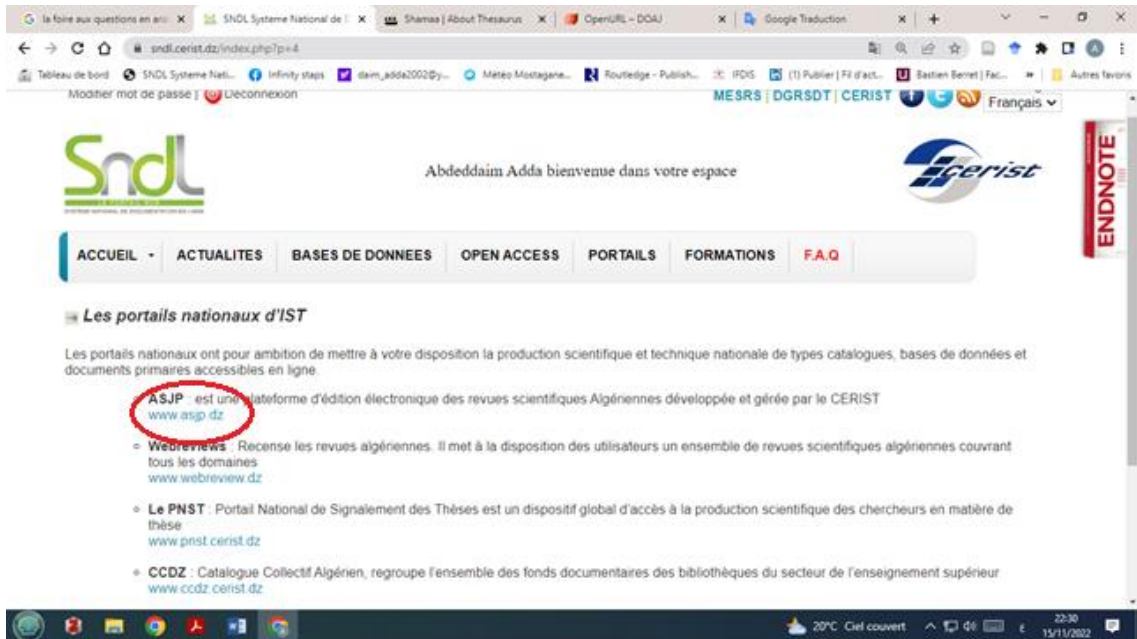 la foire aux questions en ara
SNDL Systeme National de
Shamaa | About Thesaurus
OpenURL – DOAJ
Google Traduction
sndl.cerist.dz/index.php?p=4
Tableau de bord
SNDL Systeme Nati...
Infinity staps
daim_adda2002@y...
Météo Mostagane...
Routledge - Publish...
IFDIS
(1) Publier | Fil d'act...
Bastien Berret | Fac...
Autres favoris
Modifier mot de passe | Deconnexion
MESRS | DGRSDT | CERIST
Français
Sndl
Abdeddaim Adda bienvenue dans votre espace
cerist
ENDNOTE
ACCUEIL ACTUALITES BASES DE DONNEES OPEN ACCESS PORTAILS FORMATIONS F.A.Q
Les portails nationaux d'IST
Les portails nationaux ont pour ambition de mettre à votre disposition la production scientifique et technique nationale de types catalogues, bases de données et
documents primaires accessibles en ligne.
ASJP : est une plateforme d'édition électronique des revues scientifiques Algériennes développée et gérée par le CERIST
www.asjp.dz
Webreviews : Recense les revues algériennes. Il met à la disposition des utilisateurs un ensemble de revues scientifiques algériennes couvrant
tous les domaines
www.webreview.dz
Le PNST : Portail National de Signalement des Thèses est un dispositif global d'accès à la production scientifique des chercheurs en matière de
thèse
www.pnst.cerist.dz
CCDZ : Catalogue Collectif Algérien, regroupe l'ensemble des fonds documentaires des bibliothèques du secteur de l'enseignement supérieur
www.ccdz.cerist.dz
20°C Ciel couvert
22:30
15/11/2022